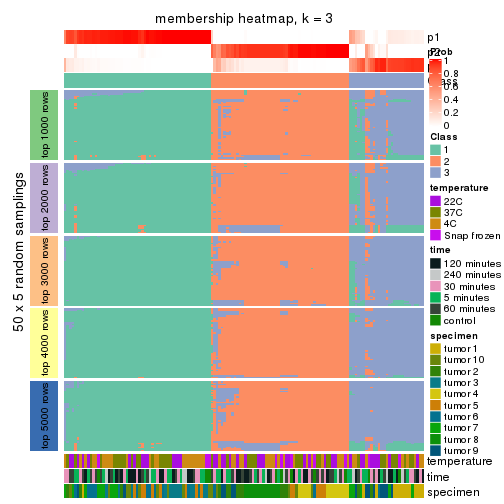 membership heatmap, k = 3
p1
p2
Prob
1
0.8
0.6
0.4
0.2
0
Class
1
2
3
temperature
22C
37C
4C
Snap frozen
time
120 minutes
240 minutes
30 minutes
5 minutes
60 minutes
control
specimen
tumor 1
tumor 10
tumor 2
tumor 3
tumor 4
tumor 5
tumor 6
tumor 7
tumor 8
tumor 9
50 x 5 random samplings
top 1000 rows
top 2000 rows
top 3000 rows
top 4000 rows
top 5000 rows
temperature
time
specimen